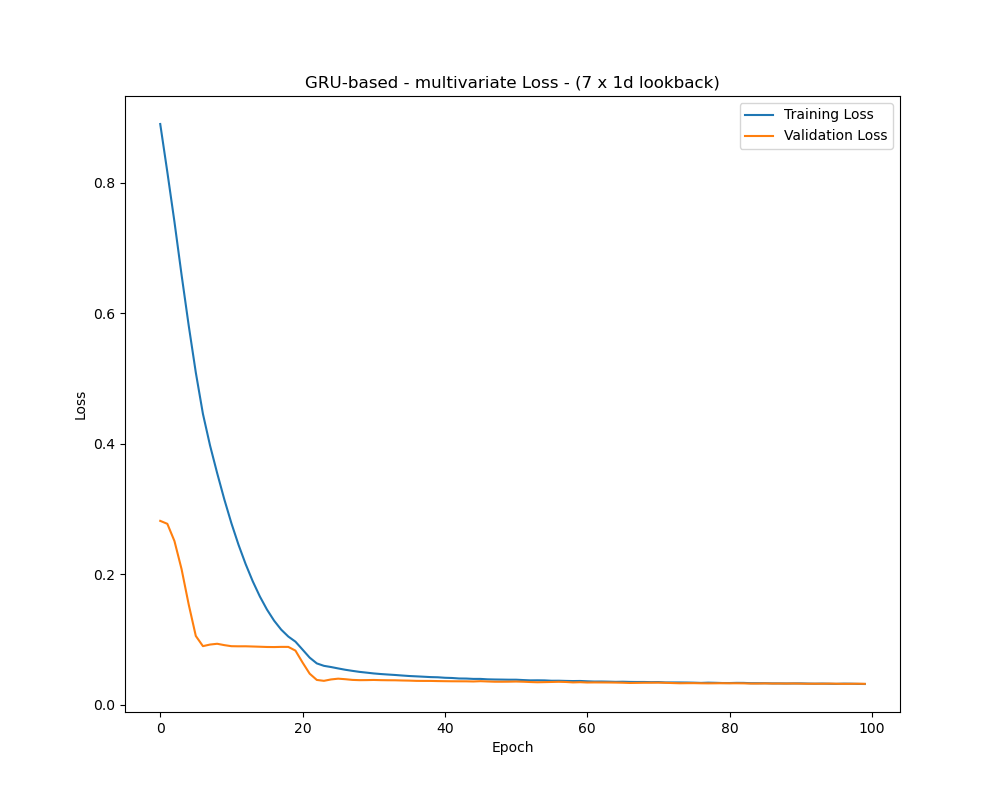 GRU-based - multivariate Loss - (7 x 1d lookback)
Training Loss
Validation Loss
0.8
0.6
0.4
0.2
0.0
Loss
0 20 40 60 80 100
Epoch